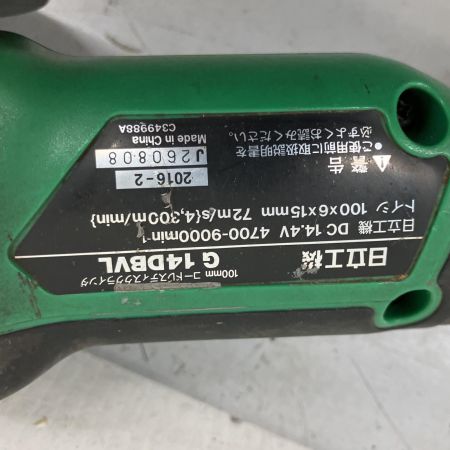 100mm コードレスディスクグラインダ
日立工機 G 14DBVL
日立工機 DC 14.4V 4700-9000min⁻¹
トイシ 100×6×15mm 72m/s{4,300m/min}
2016-2
J260808
Made in China
C349988A
警告
●ご使用前に取扱説明書を
必ずよくお読みください。